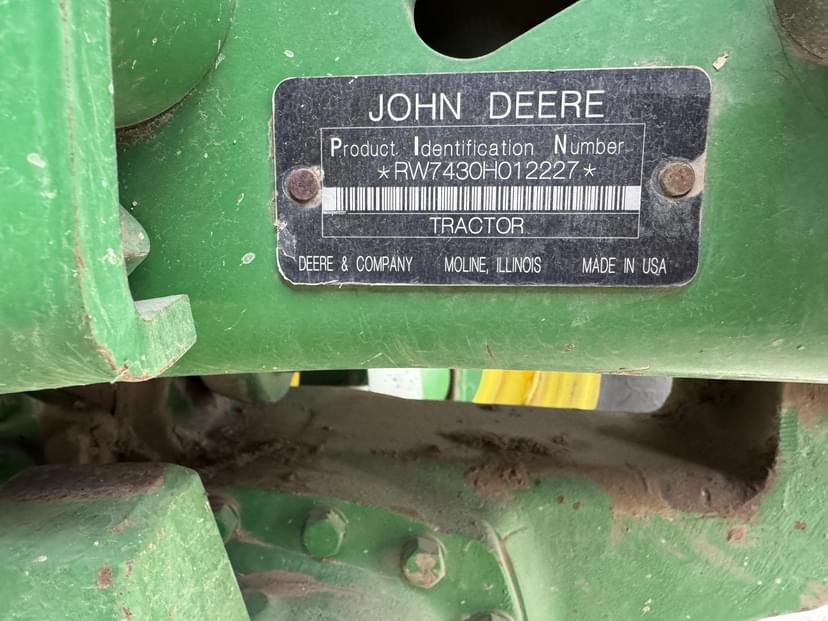 JOHN DEERE
Product Identification Number
*RW7430H012227*
TRACTOR
DEERE & COMPANY MOLINE, ILLINOIS MADE IN USA